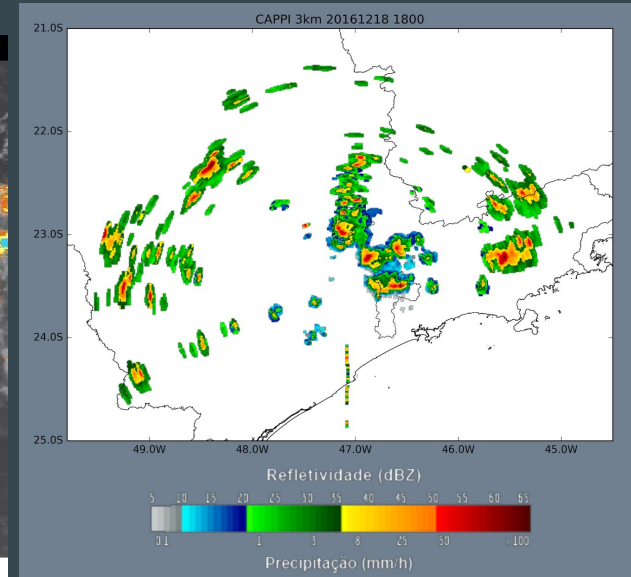 CAPPI 3km 20161218 1800
21.0S
22.0S
23.0S
24.0S
25.0S
49.0W 48.0W 47.0W 46.0W 45.0W
Refletividade (dBZ)
5 10 15 20 25 30 35 40 45 50 55 60 65
0.1 1 3 8 25 50 >100
Precipitação (mm/h)